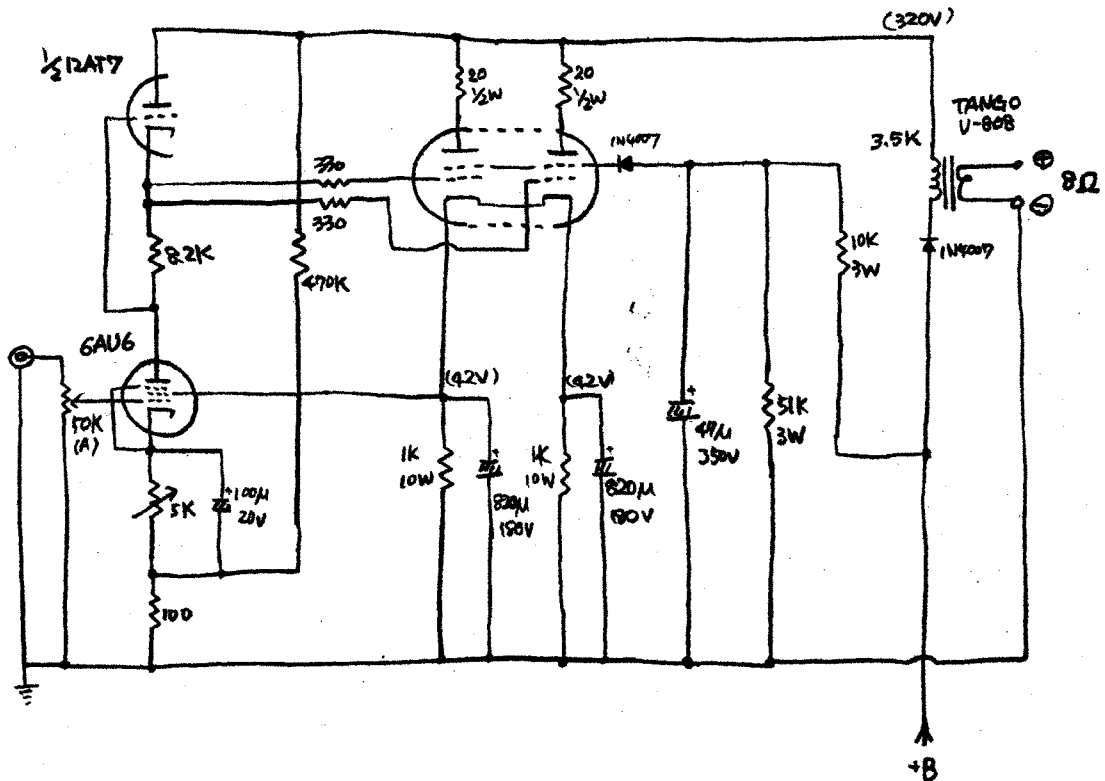 (320V)
½12AT7
20
½W
20
½W
TANGO
U-808
3.5K
1N4007
⊕
8Ω
⊖
330
330
8.2K
470K
10K
3W
1N4007
6AU6
(42V)
(42V)
50K
(A)
1K
10W
1K
10W
47μ
350V
51K
3W
5K
+100μ
20V
+
820μ
180V
+
820μ
180V
+
100
+B